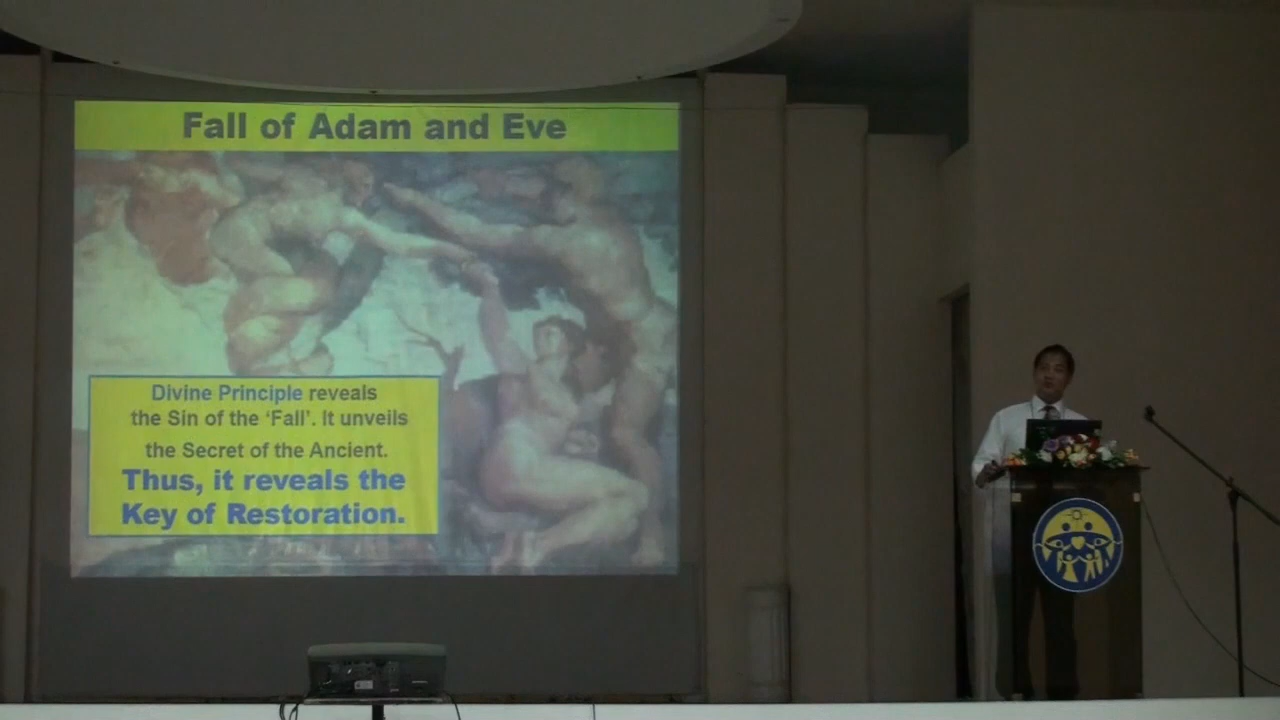 Fall of Adam and Eve
Divine Principle reveals
the Sin of the ‘Fall’. It unveils
the Secret of the Ancient.
Thus, it reveals the
Key of Restoration.